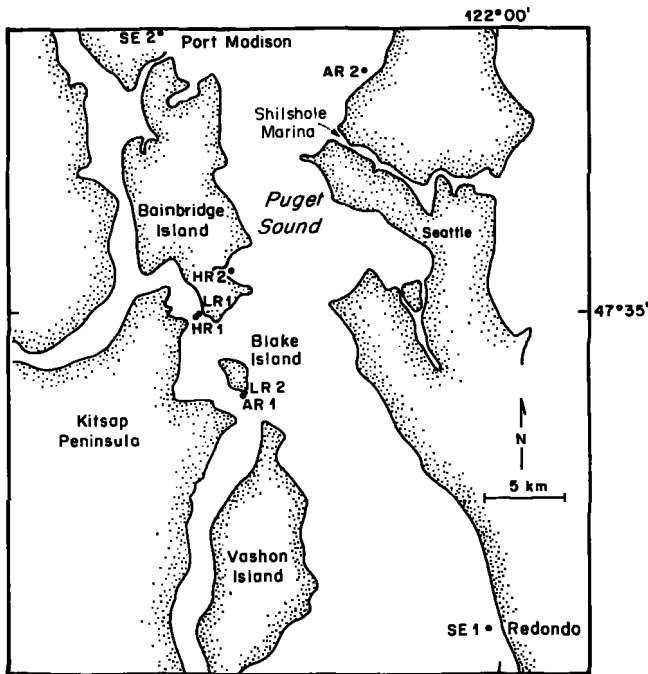 122°00'
SE 2
Port Madison
AR 2
Shilshole
Marina
Puget
Sound
Bainbridge
Island
Seattle
HR 2
LR 1
HR 1
47°35'
Blake
Island
LR 2
AR 1
Kitsap
Peninsula
N
5 km
Vashon
Island
SE 1
Redondo